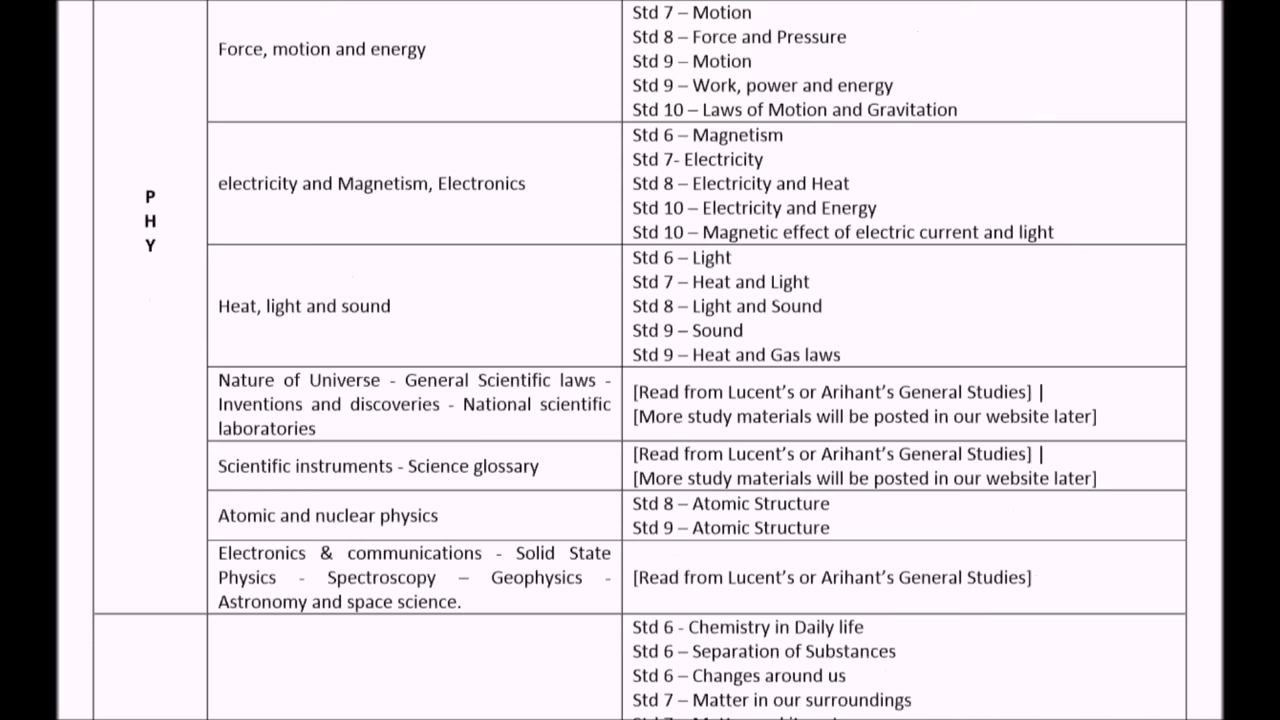 Std 7 – Motion
Force, motion and energy
Std 8 – Force and Pressure
Std 9 – Motion
Std 9 – Work, power and energy
Std 10 – Laws of Motion and Gravitation
P
H
Y
electricity and Magnetism, Electronics
Std 6 – Magnetism
Std 7- Electricity
Std 8 – Electricity and Heat
Std 10 – Electricity and Energy
Std 10 – Magnetic effect of electric current and light
Heat, light and sound
Std 6 – Light
Std 7 – Heat and Light
Std 8 – Light and Sound
Std 9 – Sound
Std 9 – Heat and Gas laws
Nature of Universe - General Scientific laws -
Inventions and discoveries - National scientific
laboratories
[Read from Lucent’s or Arihant’s General Studies] |
[More study materials will be posted in our website later]
Scientific instruments - Science glossary
[Read from Lucent’s or Arihant’s General Studies] |
[More study materials will be posted in our website later]
Atomic and nuclear physics
Std 8 – Atomic Structure
Std 9 – Atomic Structure
Electronics & communications - Solid State
Physics - Spectroscopy – Geophysics -
Astronomy and space science.
[Read from Lucent’s or Arihant’s General Studies]
Std 6 - Chemistry in Daily life
Std 6 – Separation of Substances
Std 6 – Changes around us
Std 7 – Matter in our surroundings